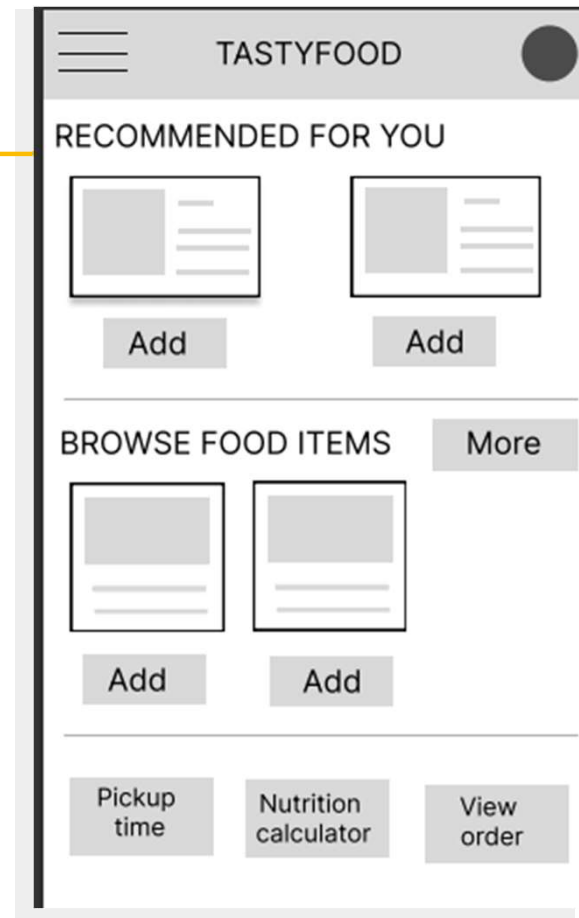 TASTYFOOD
RECOMMENDED FOR YOU
Add
Add
BROWSE FOOD ITEMS
More
Add
Add
Pickup
time
Nutrition
calculator
View
order